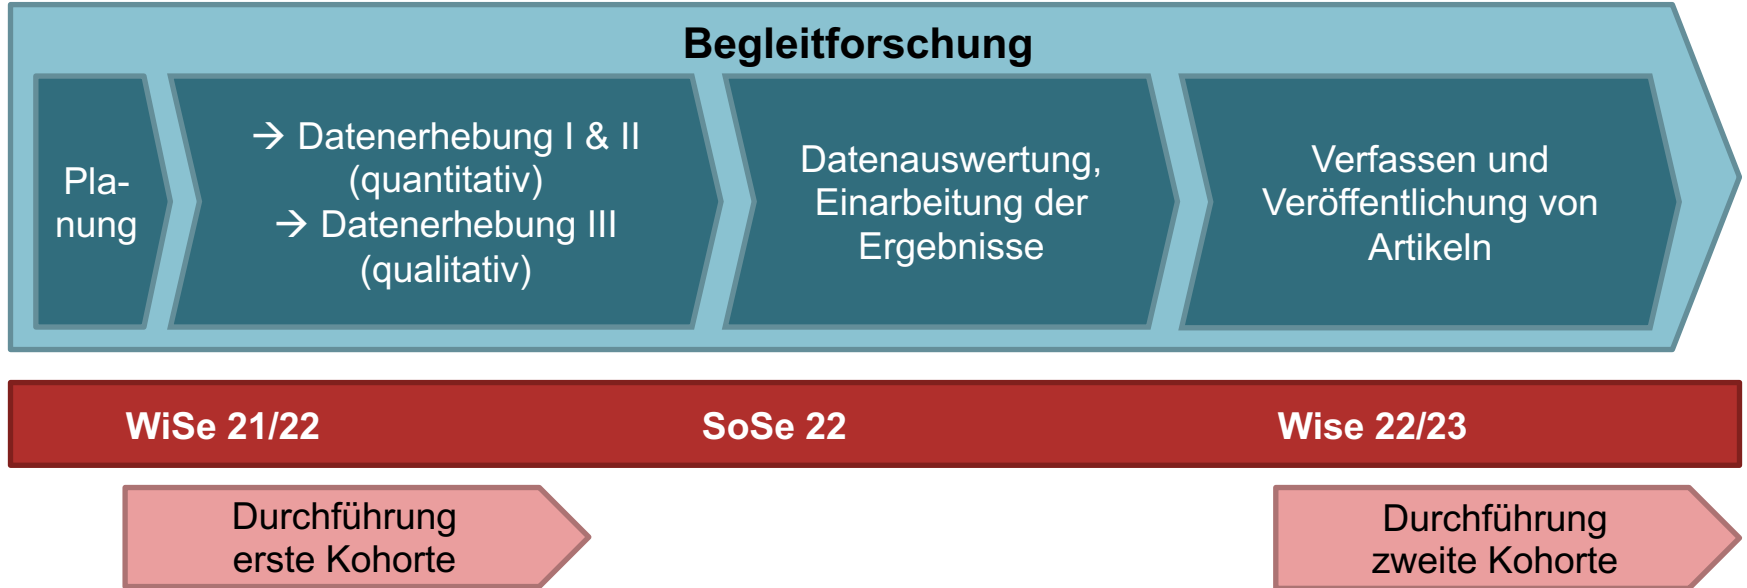 Begleitforschung
Pla-
nung
→ Datenerhebung I & II
(quantitativ)
→ Datenerhebung III
(qualitativ)
Datenauswertung,
Einarbeitung der
Ergebnisse
Verfassen und
Veröffentlichung von
Artikeln
WiSe 21/22
SoSe 22
Wise 22/23
Durchführung
erste Kohorte
Durchführung
zweite Kohorte